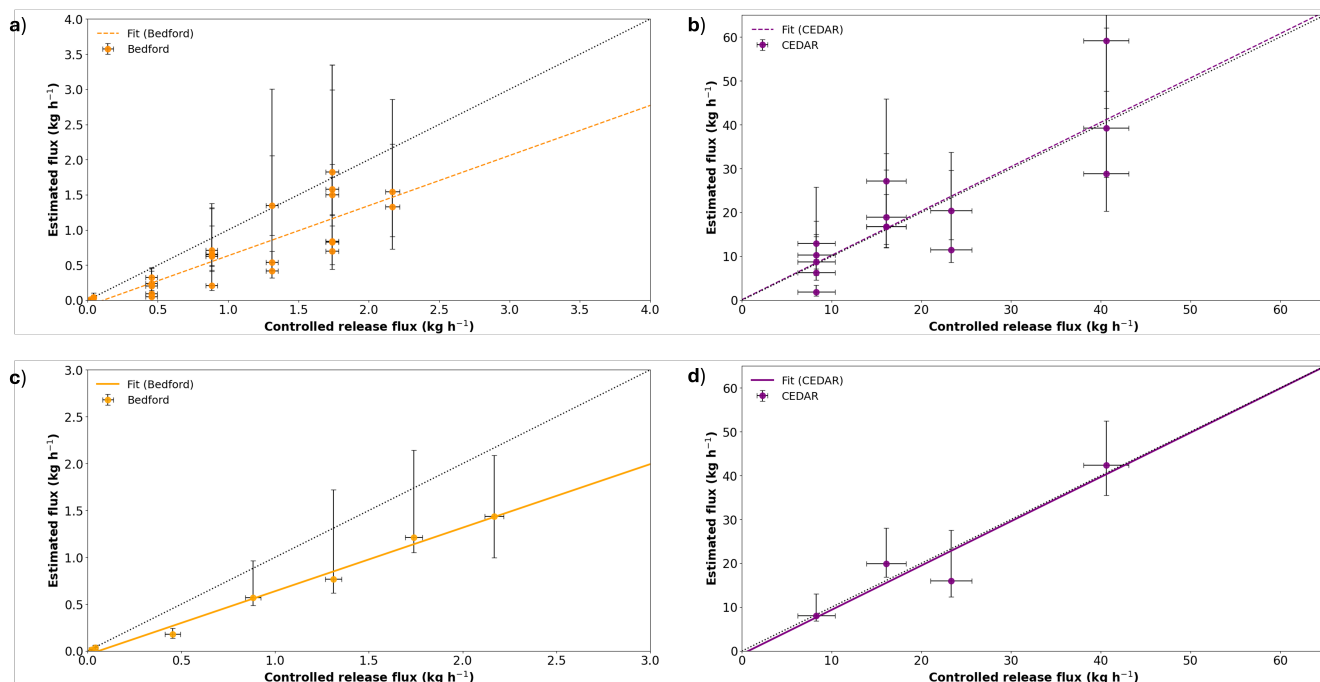 a)
4.0
3.5
3.0
2.5
2.0
1.5
1.0
0.5
0.0
Estimated flux (kg h⁻¹)
Fit (Bedford)
Bedford
0.0 0.5 1.0 1.5 2.0 2.5 3.0 3.5 4.0
Controlled release flux (kg h⁻¹)
b)
60
50
40
30
20
10
0
Estimated flux (kg h⁻¹)
Fit (CEDAR)
CEDAR
0 10 20 30 40 50 60
Controlled release flux (kg h⁻¹)
c)
3.0
2.5
2.0
1.5
1.0
0.5
0.0
Estimated flux (kg h⁻¹)
Fit (Bedford)
Bedford
0.0 0.5 1.0 1.5 2.0 2.5 3.0
Controlled release flux (kg h⁻¹)
d)
60
50
40
30
20
10
0
Estimated flux (kg h⁻¹)
Fit (CEDAR)
CEDAR
0 10 20 30 40 50 60
Controlled release flux (kg h⁻¹)